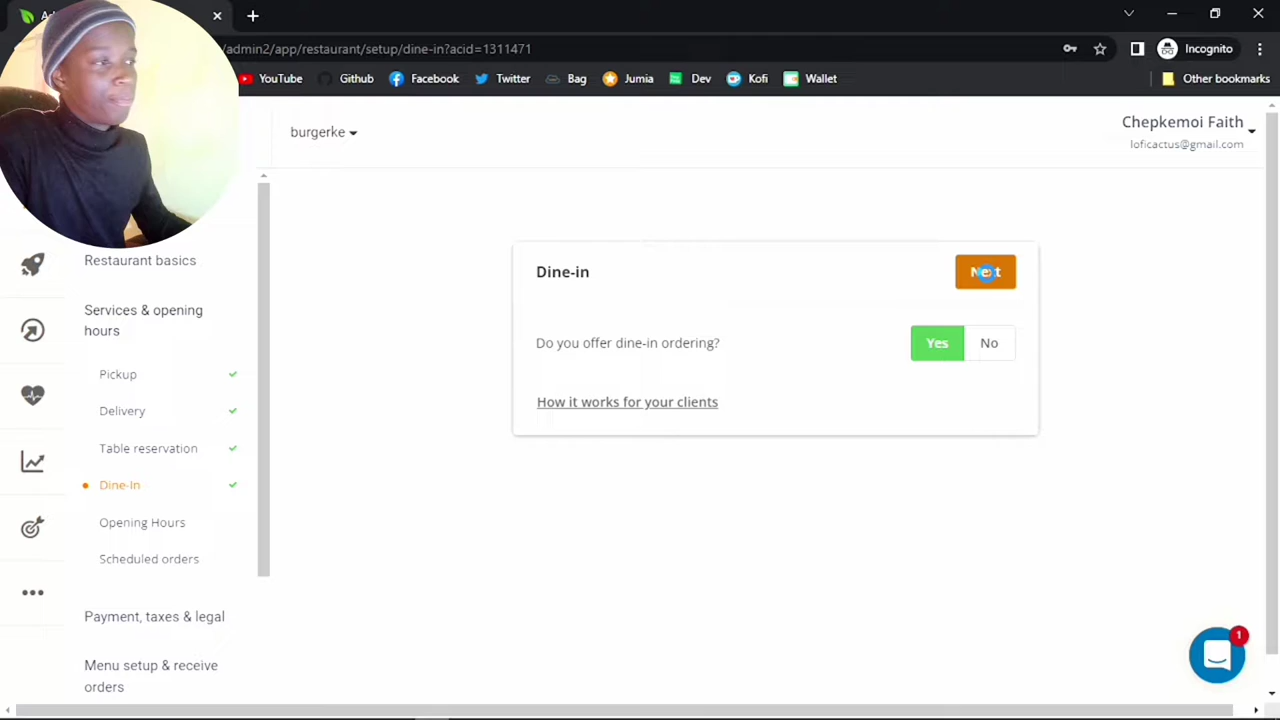 /admin2/app/restaurant/setup/dine-in?acid=1311471
Incognito
YouTube
Github
Facebook
Twitter
Bag
Jumia
Dev
Kofi
Wallet
Other bookmarks
burgerke
Chepkemoi Faith
loficactus@gmail.com
Restaurant basics
Services & opening
hours
Pickup
Delivery
Table reservation
Dine-In
Opening Hours
Scheduled orders
Payment, taxes & legal
Menu setup & receive
orders
Dine-in
Next
Do you offer dine-in ordering?
Yes
No
How it works for your clients
1